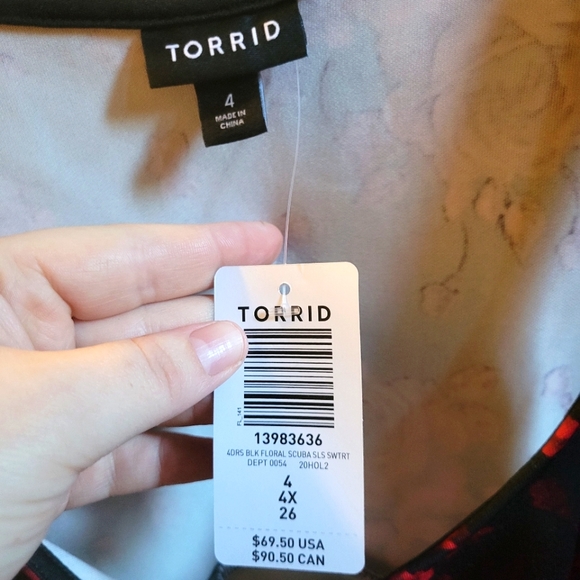 TORRID
4
MADE IN
CHINA
TORRID
FL_141
13983636
4DRS BLK FLORAL SCUBA SLS SWTRT
DEPT 0054 20HOL2
4
4X
26
$69.50 USA
$90.50 CAN